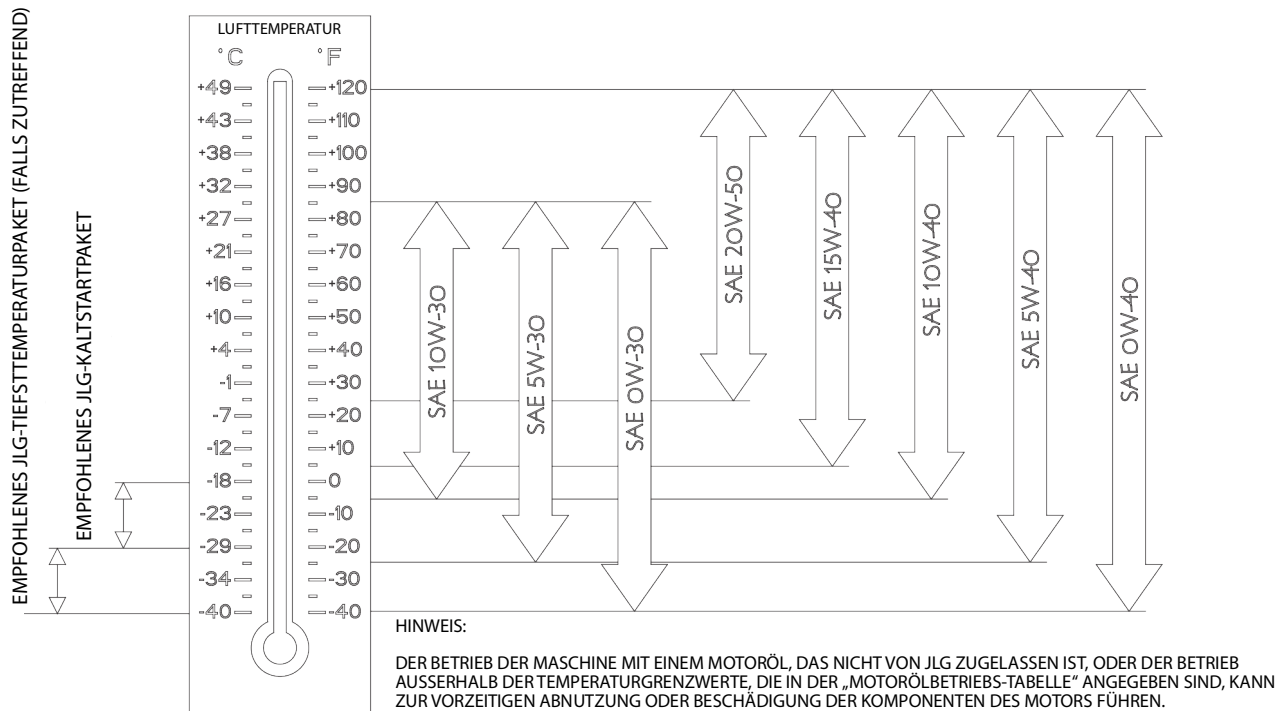 EMPFOHLENES JLG-TIEFSTTEMPERATURPAKET (FALLS ZUTREFFEND)
EMPFOHLENES JLG-KALTSTARTPAKET
LUFTTEMPERATUR
°C °F
+49 +120
+43 +110
+38 +100
+32 +90
+27 +80
+21 +70
+16 +60
+10 +50
+4 +40
-1 +30
-7 +20
-12 +10
-18 0
-23 -10
-29 -20
-34 -30
-40 -40
SAE 10W-30
SAE 5W-30
SAE 0W-30
SAE 20W-50
SAE 15W-40
SAE 10W-40
SAE 5W-40
SAE 0W-40
HINWEIS:
DER BETRIEB DER MASCHINE MIT EINEM MOTORÖL, DAS NICHT VON JLG ZUGELASSEN IST, ODER DER BETRIEB
AUSSERHALB DER TEMPERATURGRENZWERTE, DIE IN DER „MOTORÖLBETRIEBS-TABELLE“ ANGEGEBEN SIND, KANN
ZUR VORZEITIGEN ABNUTZUNG ODER BESCHÄDIGUNG DER KOMPONENTEN DES MOTORS FÜHREN.